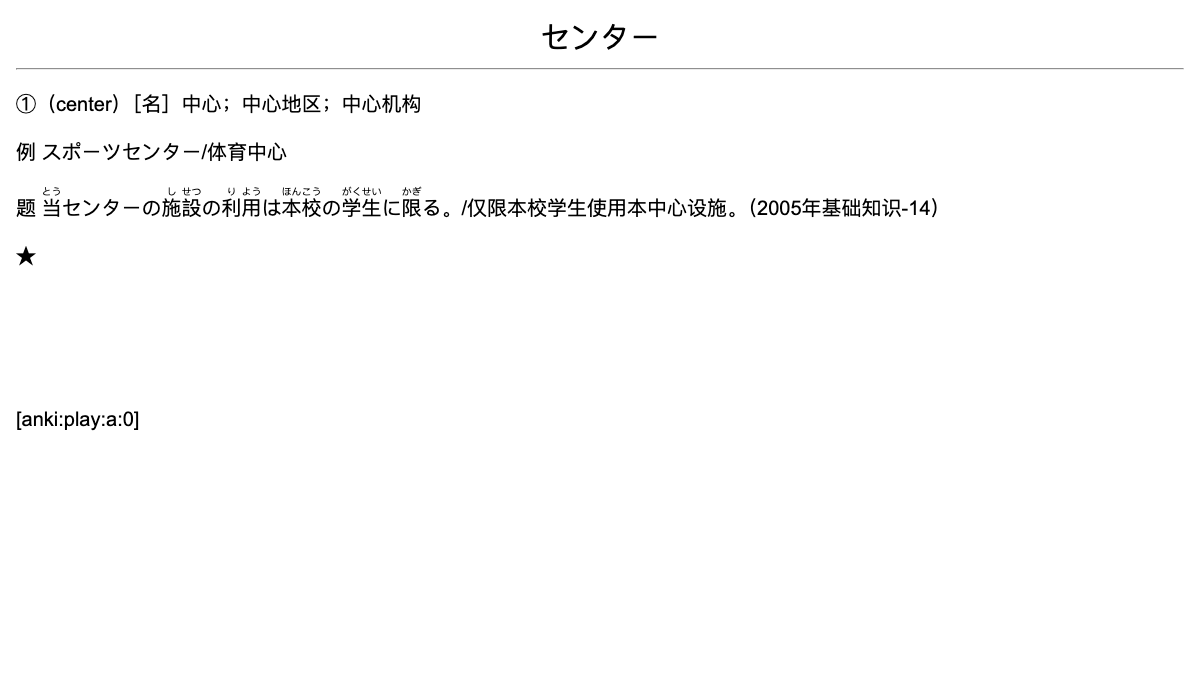 センター
①（center）［名］中心；中心地区；中心机构
例 スポーツセンター/体育中心
とう し せつ り よう ほんこう がくせい かぎ
题 当センターの施設の利用は本校の学生に限る。/仅限本校学生使用本中心设施。（2005年基础知识-14）
★
[anki:play:a:0]